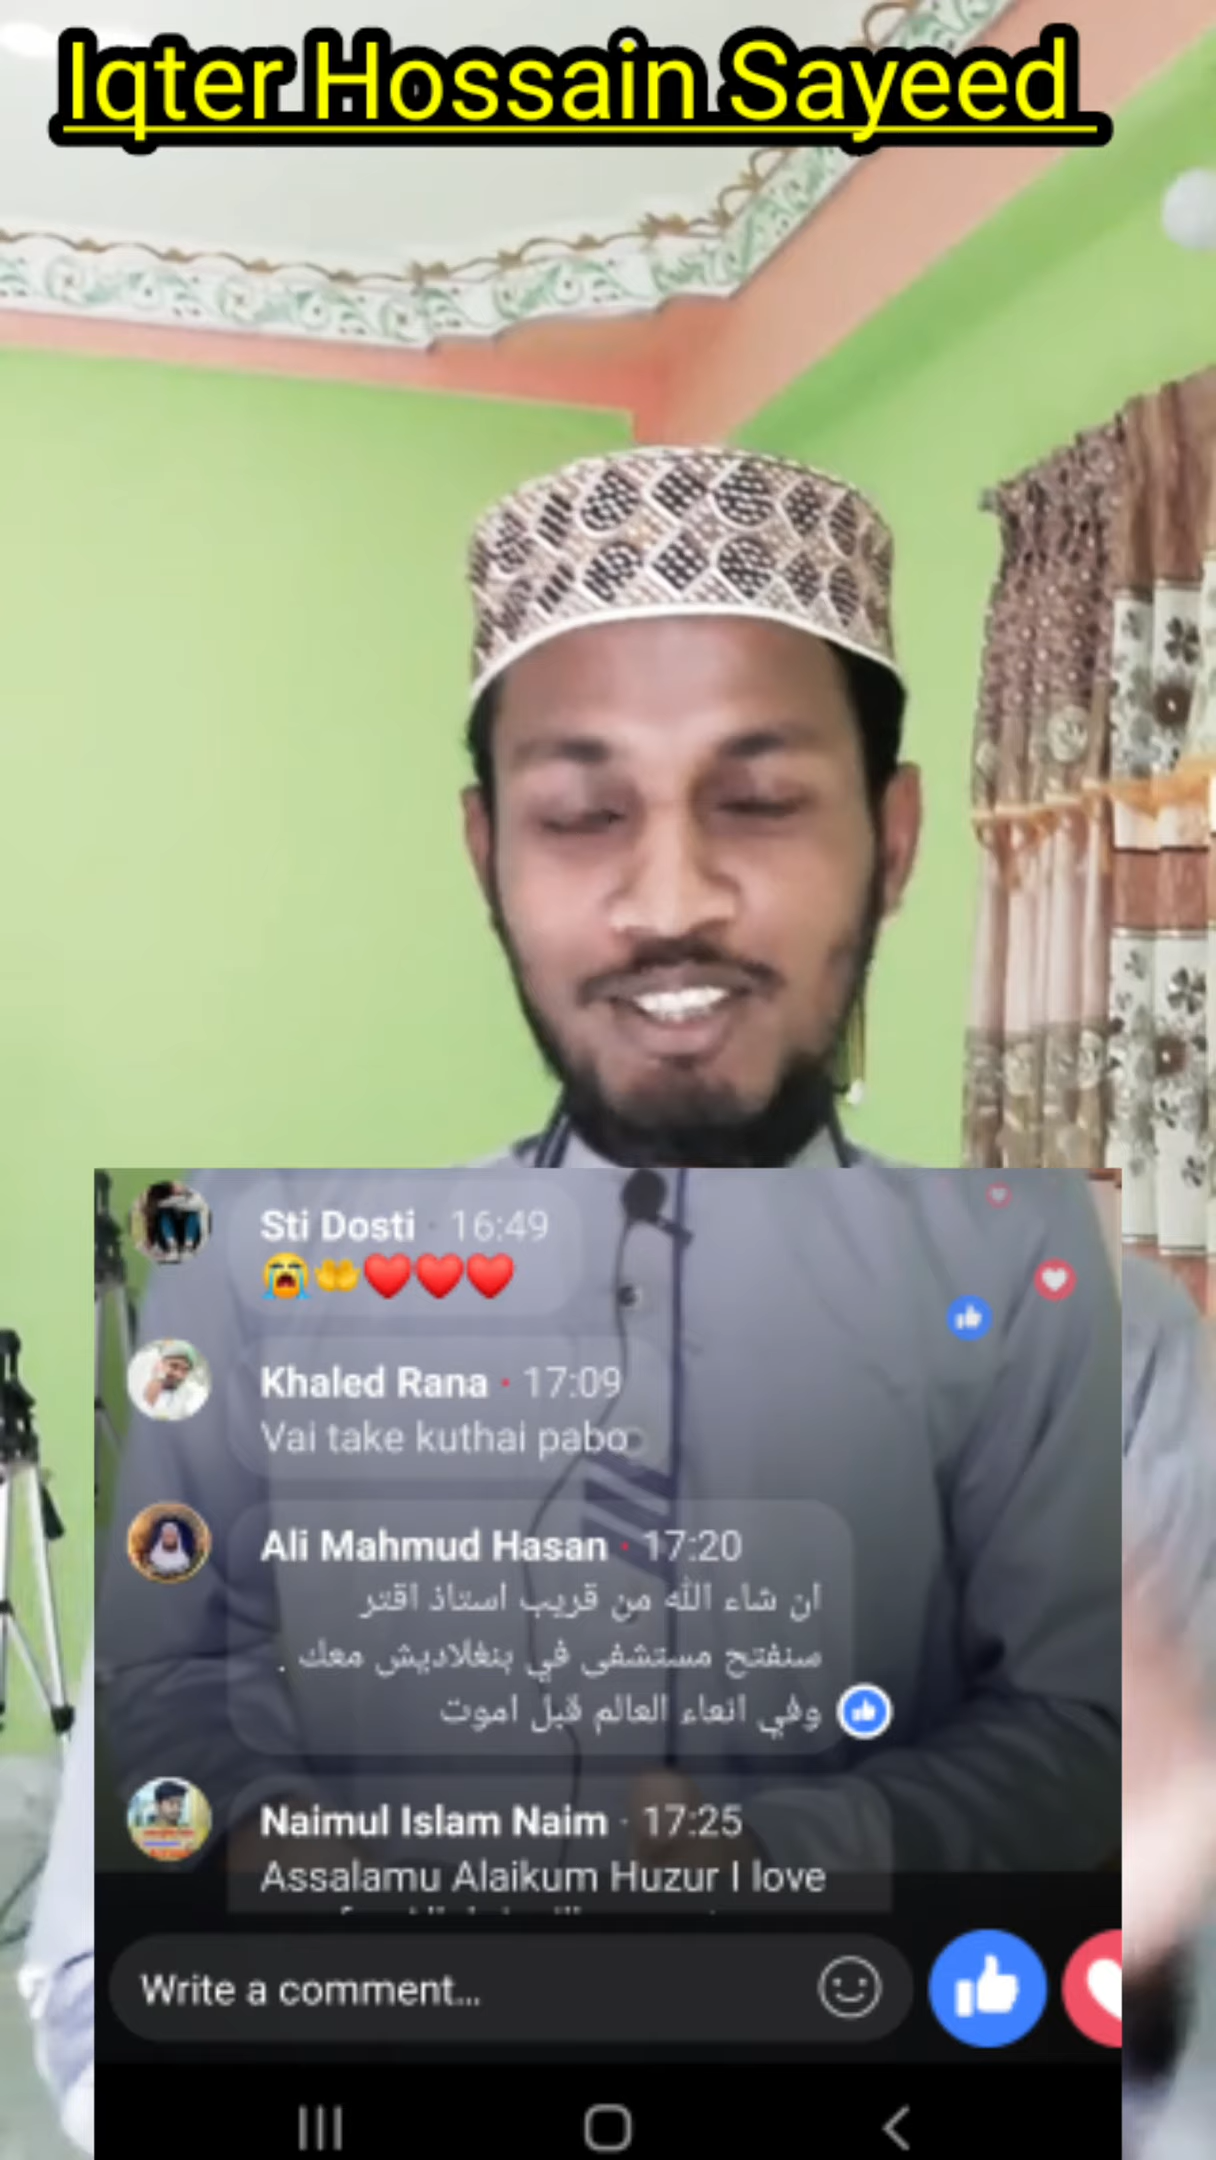 Iqter Hossain Sayeed
Sti Dosti · 16:49
😭🤲❤️❤️❤️
Khaled Rana · 17:09
Vai take kuthai pabo
Ali Mahmud Hasan · 17:20
ان شاء الله من قريب استاذ اقتر
سنفتح مستشفى في بنغلاديش معك .
وفي انعاء العالم قبل اموت
Naimul Islam Naim · 17:25
Assalamu Alaikum Huzur I love
Write a comment...